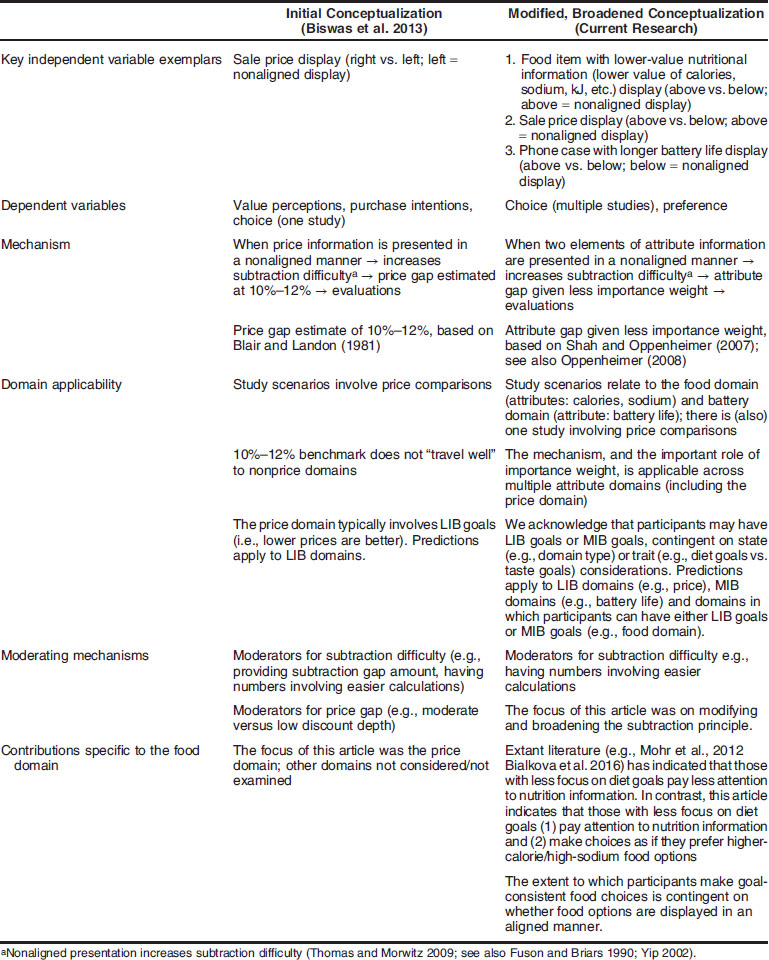 Initial Conceptualization
(Biswas et al. 2013)
Modified, Broadened Conceptualization
(Current Research)
Key independent variable exemplars
Sale price display (right vs. left; left =
nonaligned display)
1. Food item with lower-value nutritional
information (lower value of calories,
sodium, kJ, etc.) display (above vs. below;
above = nonaligned display)
2. Sale price display (above vs. below; above
= nonaligned display)
3. Phone case with longer battery life display
(above vs. below; below = nonaligned
display)
Dependent variables
Value perceptions, purchase intentions,
choice (one study)
Choice (multiple studies), preference
Mechanism
When price information is presented in
a nonaligned manner → increases
subtraction difficultyᵃ → price gap estimated
at 10%–12% → evaluations
When two elements of attribute information
are presented in a nonaligned manner →
increases subtraction difficultyᵃ → attribute
gap given less importance weight →
evaluations
Price gap estimate of 10%–12%, based on
Blair and Landon (1981)
Attribute gap given less importance weight,
based on Shah and Oppenheimer (2007);
see also Oppenheimer (2008)
Domain applicability
Study scenarios involve price comparisons
Study scenarios relate to the food domain
(attributes: calories, sodium) and battery
domain (attribute: battery life); there is (also)
one study involving price comparisons
10%–12% benchmark does not "travel well"
to nonprice domains
The mechanism, and the important role of
importance weight, is applicable across
multiple attribute domains (including the
price domain)
The price domain typically involves LIB goals
(i.e., lower prices are better). Predictions
apply to LIB domains.
We acknowledge that participants may have
LIB goals or MIB goals, contingent on state
(e.g., domain type) or trait (e.g., diet goals vs.
taste goals) considerations. Predictions
apply to LIB domains (e.g., price), MIB
domains (e.g., battery life) and domains in
which participants can have either LIB goals
or MIB goals (e.g., food domain).
Moderating mechanisms
Moderators for subtraction difficulty (e.g.,
providing subtraction gap amount, having
numbers involving easier calculations)
Moderators for subtraction difficulty e.g.,
having numbers involving easier
calculations
Moderators for price gap (e.g., moderate
versus low discount depth)
The focus of this article was on modifying
and broadening the subtraction principle.
Contributions specific to the food
domain
The focus of this article was the price
domain; other domains not considered/not
examined
Extant literature (e.g., Mohr et al., 2012
Bialkova et al. 2016) has indicated that those
with less focus on diet goals pay less attention
to nutrition information. In contrast, this article
indicates that those with less focus on diet
goals (1) pay attention to nutrition information
and (2) make choices as if they prefer higher-
calorie/high-sodium food options
The extent to which participants make goal-
consistent food choices is contingent on
whether food options are displayed in an
aligned manner.
ᵃNonaligned presentation increases subtraction difficulty (Thomas and Morwitz 2009; see also Fuson and Briars 1990; Yip 2002).